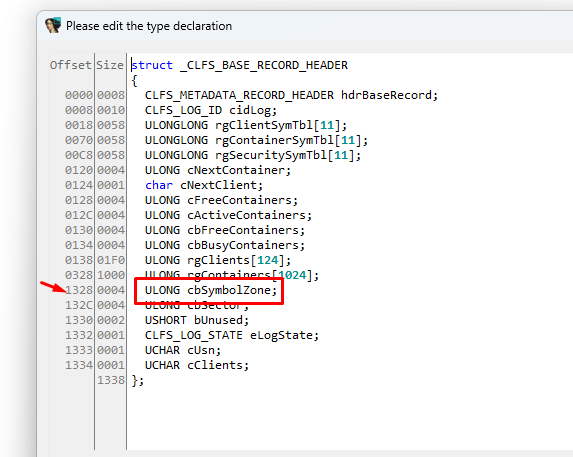 Please edit the type declaration
Offset Size struct _CLFS_BASE_RECORD_HEADER
{
0000 0008 CLFS_METADATA_RECORD_HEADER hdrBaseRecord;
0008 0010 CLFS_LOG_ID cidLog;
0018 0058 ULONGLONG rgClientSymTbl[11];
0070 0058 ULONGLONG rgContainerSymTbl[11];
00C8 0058 ULONGLONG rgSecuritySymTbl[11];
0120 0004 ULONG cNextContainer;
0124 0001 char cNextClient;
0128 0004 ULONG cFreeContainers;
012C 0004 ULONG cActiveContainers;
0130 0004 ULONG cbFreeContainers;
0134 0004 ULONG cbBusyContainers;
0138 01F0 ULONG rgClients[124];
0328 1000 ULONG rgContainers[1024];
1328 0004 ULONG cbSymbolZone;
132C 0004 ULONG cbSector;
1330 0002 USHORT bUnused;
1332 0001 CLFS_LOG_STATE eLogState;
1333 0001 UCHAR cUsn;
1334 0001 UCHAR cClients;
1338 };